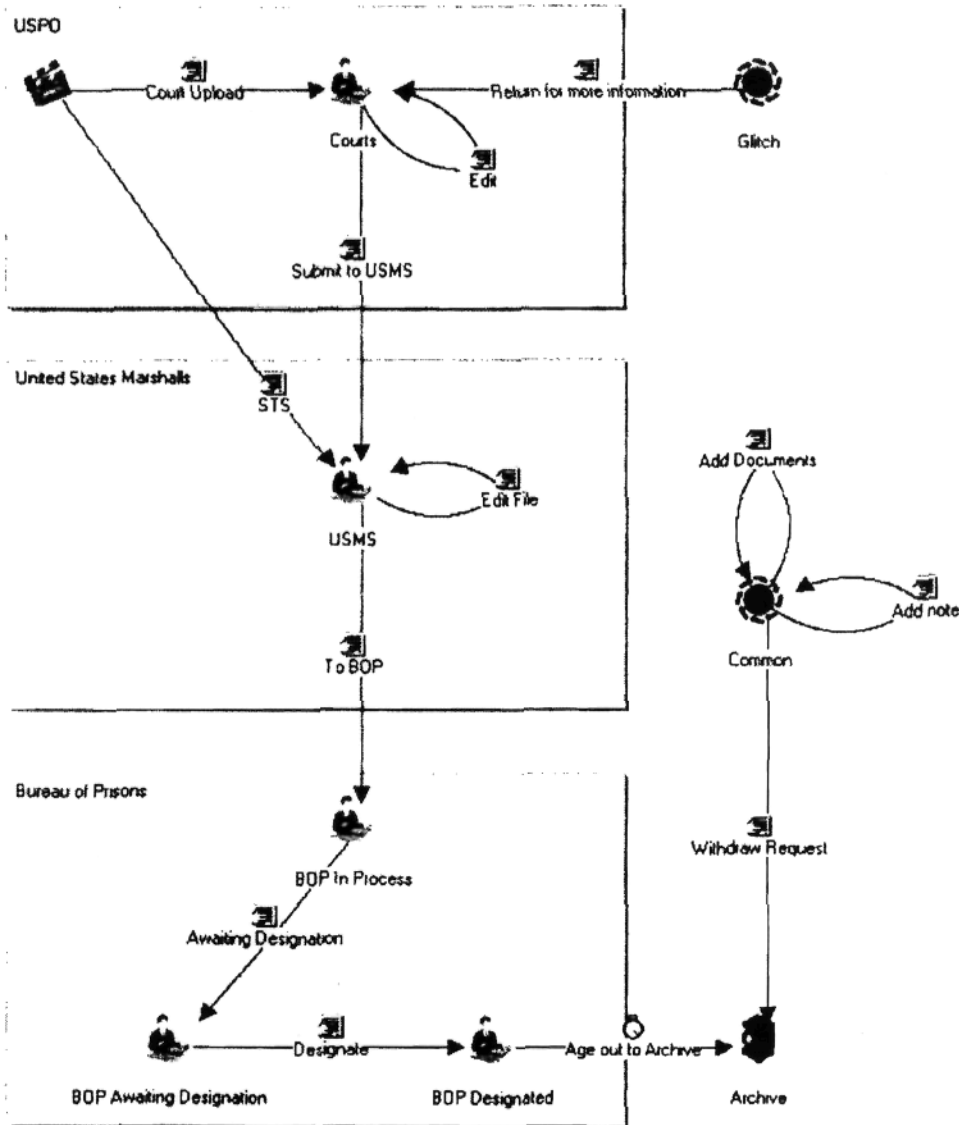 USPO
Court Upload
Return for more information
Courts
Glitch
Edit
Submit to USMS
United States Marshalls
STS
Add Documents
Edit File
USMS
Add note
Common
To BOP
Bureau of Prisons
Withdraw Request
BOP In Process
Awaiting Designation
Designate
Age out to Archive
BOP Awaiting Designation
BOP Designated
Archive